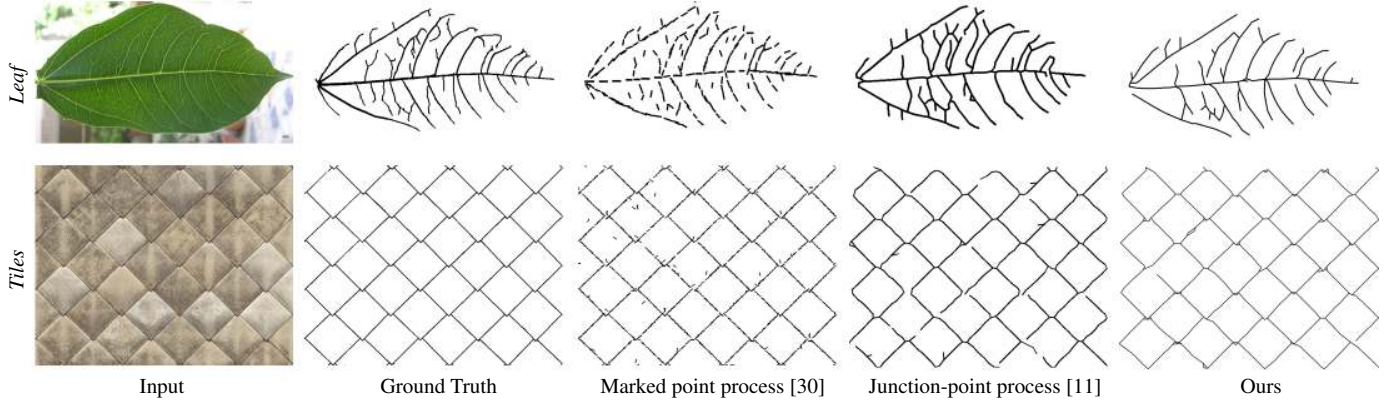 Leaf
Tiles
Input
Ground Truth
Marked point process [30]
Junction-point process [11]
Ours